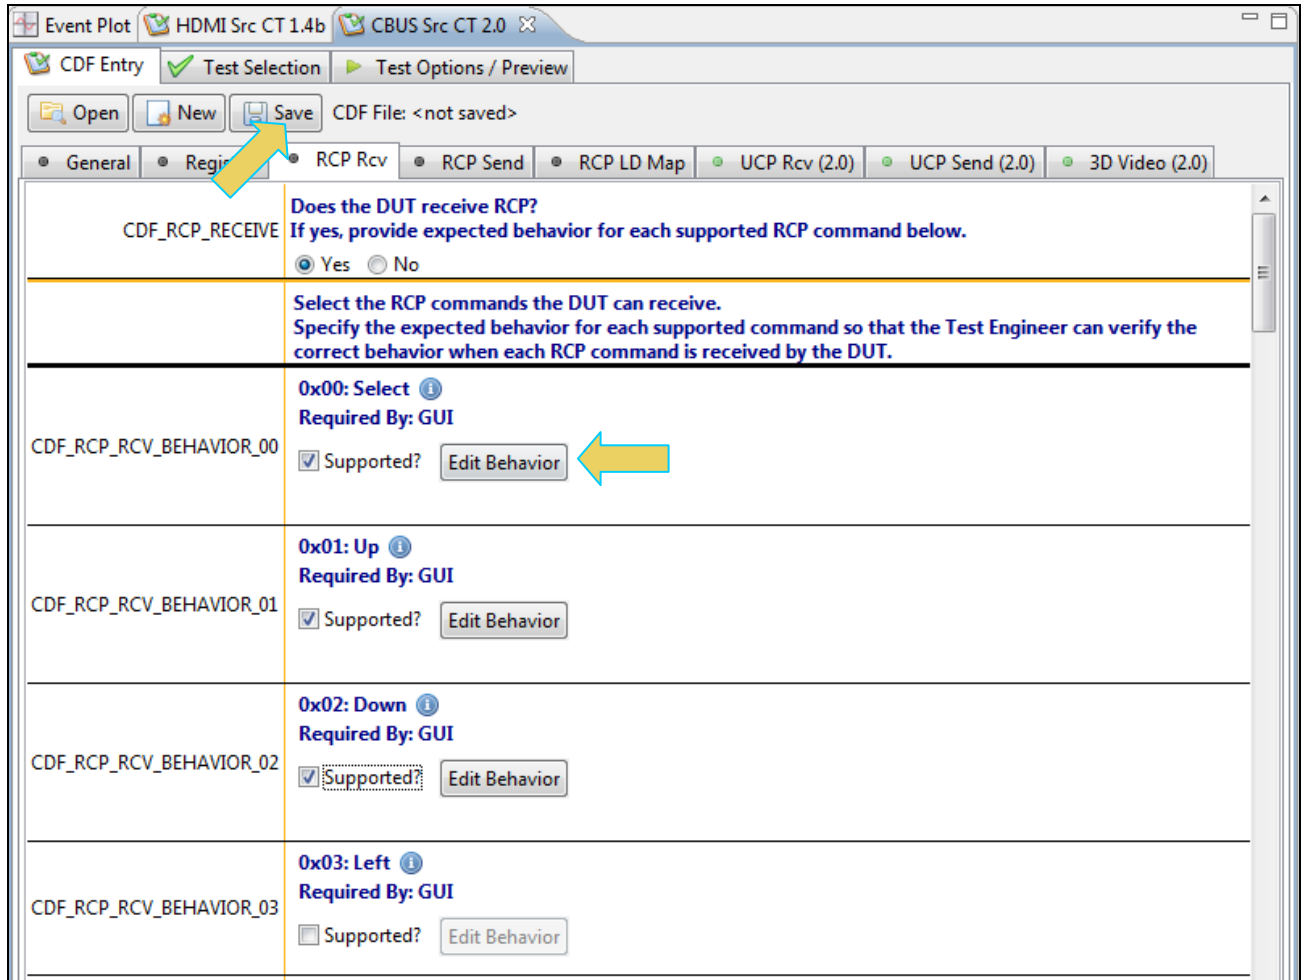 Event Plot HDMI Src CT 1.4b CBUS Src CT 2.0
CDF Entry Test Selection Test Options / Preview
Open New Save CDF File: <not saved>
General RCP Rcv RCP Send RCP LD Map UCP Rcv (2.0) UCP Send (2.0) 3D Video (2.0)
Does the DUT receive RCP?
CDF_RCP_RECEIVE If yes, provide expected behavior for each supported RCP command below.
Yes No
Select the RCP commands the DUT can receive.
Specify the expected behavior for each supported command so that the Test Engineer can verify the
correct behavior when each RCP command is received by the DUT.
0x00: Select
Required By: GUI
CDF_RCP_RCV_BEHAVIOR_00
Supported? Edit Behavior
0x01: Up
Required By: GUI
CDF_RCP_RCV_BEHAVIOR_01
Supported? Edit Behavior
0x02: Down
Required By: GUI
CDF_RCP_RCV_BEHAVIOR_02
Supported? Edit Behavior
0x03: Left
Required By: GUI
CDF_RCP_RCV_BEHAVIOR_03
Supported? Edit Behavior